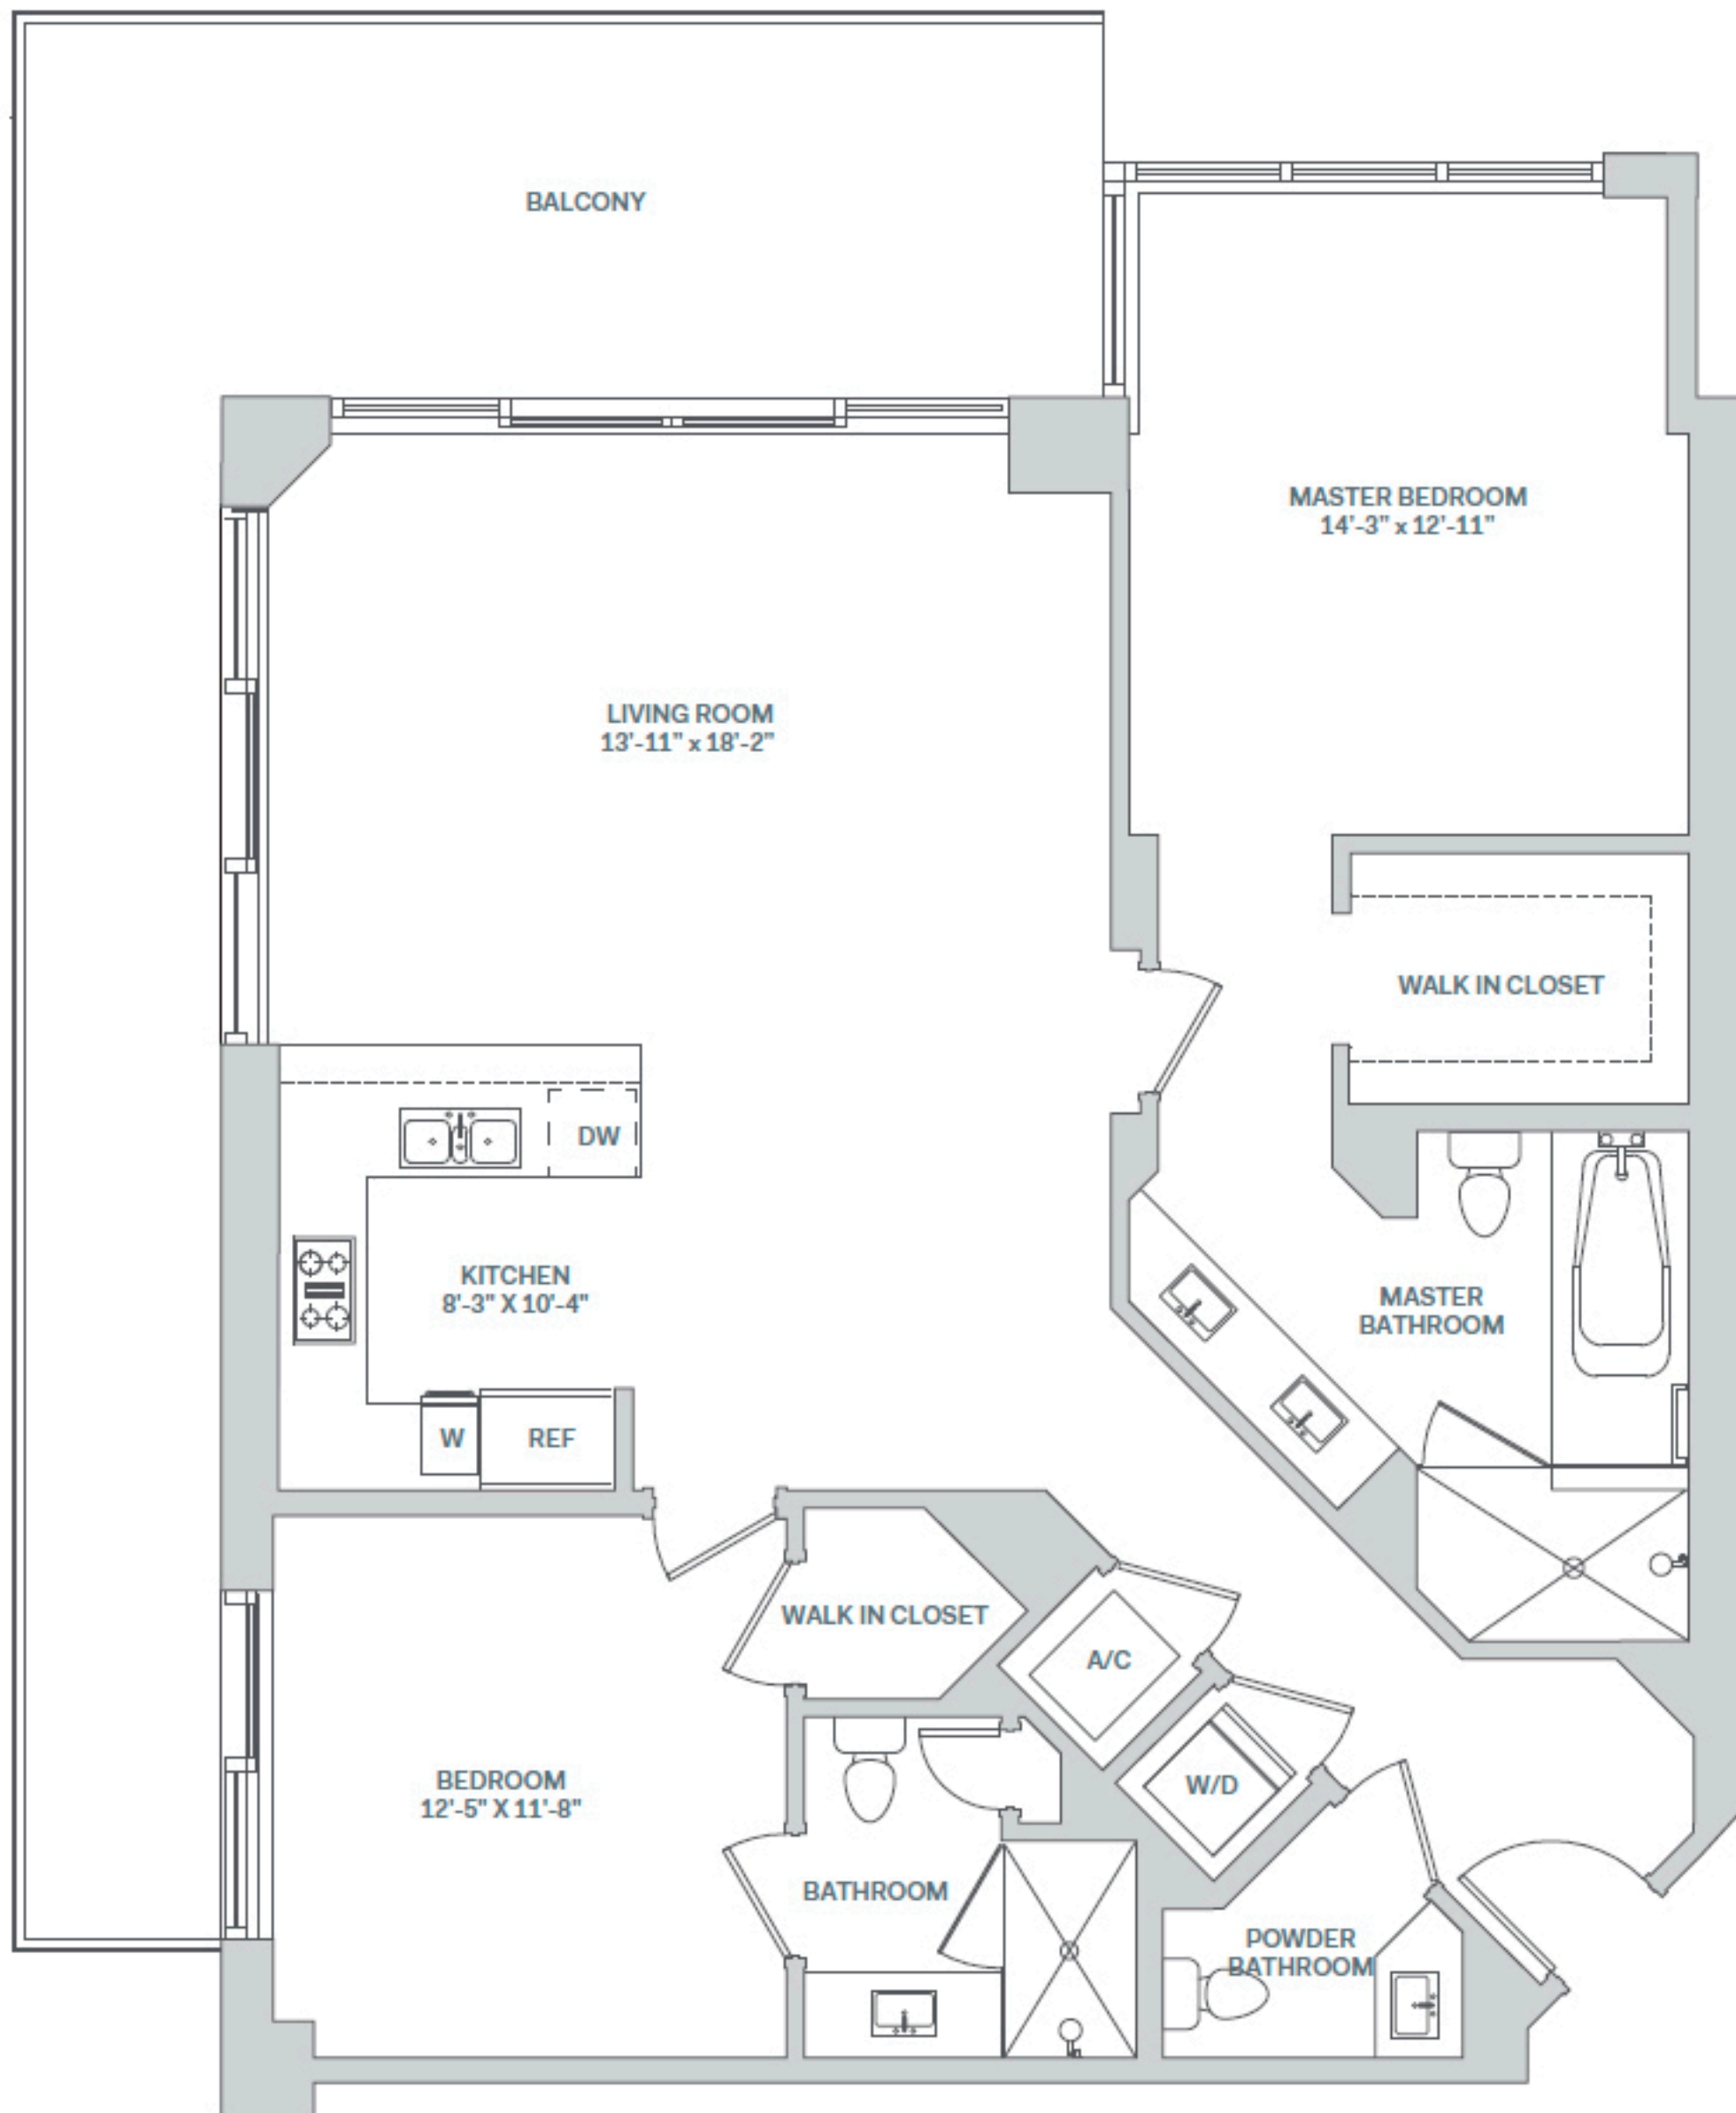 BALCONY
MASTER BEDROOM
14'-3" x 12'-11"
LIVING ROOM
13'-11" x 18'-2"
WALK IN CLOSET
DW
KITCHEN
8'-3" X 10'-4"
MASTER
BATHROOM
W
REF
WALK IN CLOSET
A/C
BEDROOM
12'-5" X 11'-8"
W/D
BATHROOM
POWDER
BATHROOM